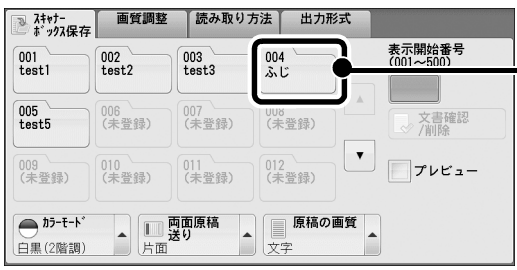 スキャナー
ボックス保存
画質調整
読み取り方法
出力形式
001
test1
002
test2
003
test3
004
ふじ
表示開始番号
(001～500)
005
test5
006
(未登録)
007
(未登録)
008
(未登録)
文書確認
/削除
009
(未登録)
010
(未登録)
011
(未登録)
012
(未登録)
プレビュー
カラーモード
白黒(2階調)
両面原稿
送り
片面
原稿の画質
文字